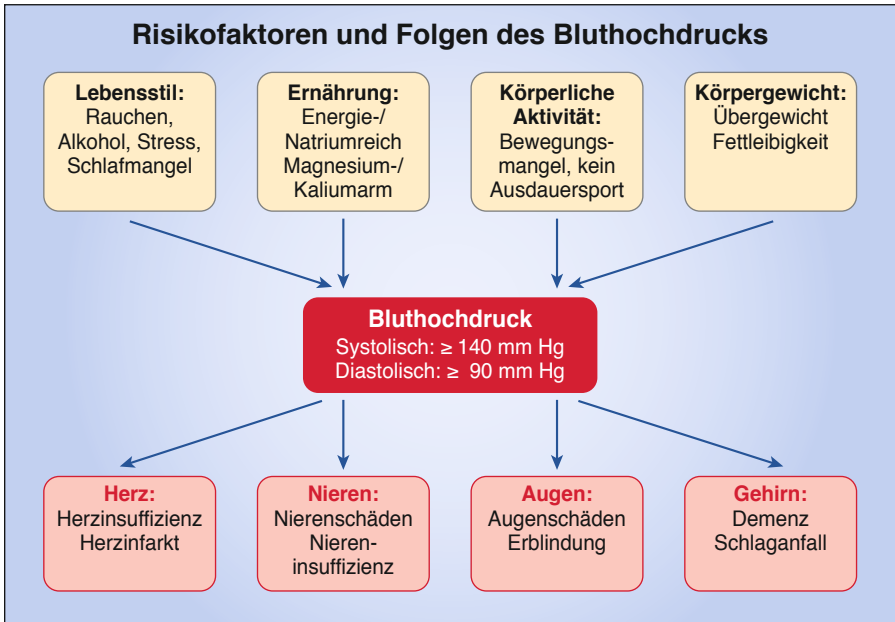 Risikofaktoren und Folgen des Bluthochdrucks
Lebensstil:
Rauchen,
Alkohol, Stress,
Schlafmangel
Ernährung:
Energie-/
Natriumreich
Magnesium-/
Kaliumarm
Körperliche
Aktivität:
Bewegungs-
mangel, kein
Ausdauersport
Körpergewicht:
Übergewicht
Fettleibigkeit
Bluthochdruck
Systolisch: ≥ 140 mm Hg
Diastolisch: ≥ 90 mm Hg
Herz:
Herzinsuffizienz
Herzinfarkt
Nieren:
Nierenschäden
Nieren-
insuffizienz
Augen:
Augenschäden
Erblindung
Gehirn:
Demenz
Schlaganfall